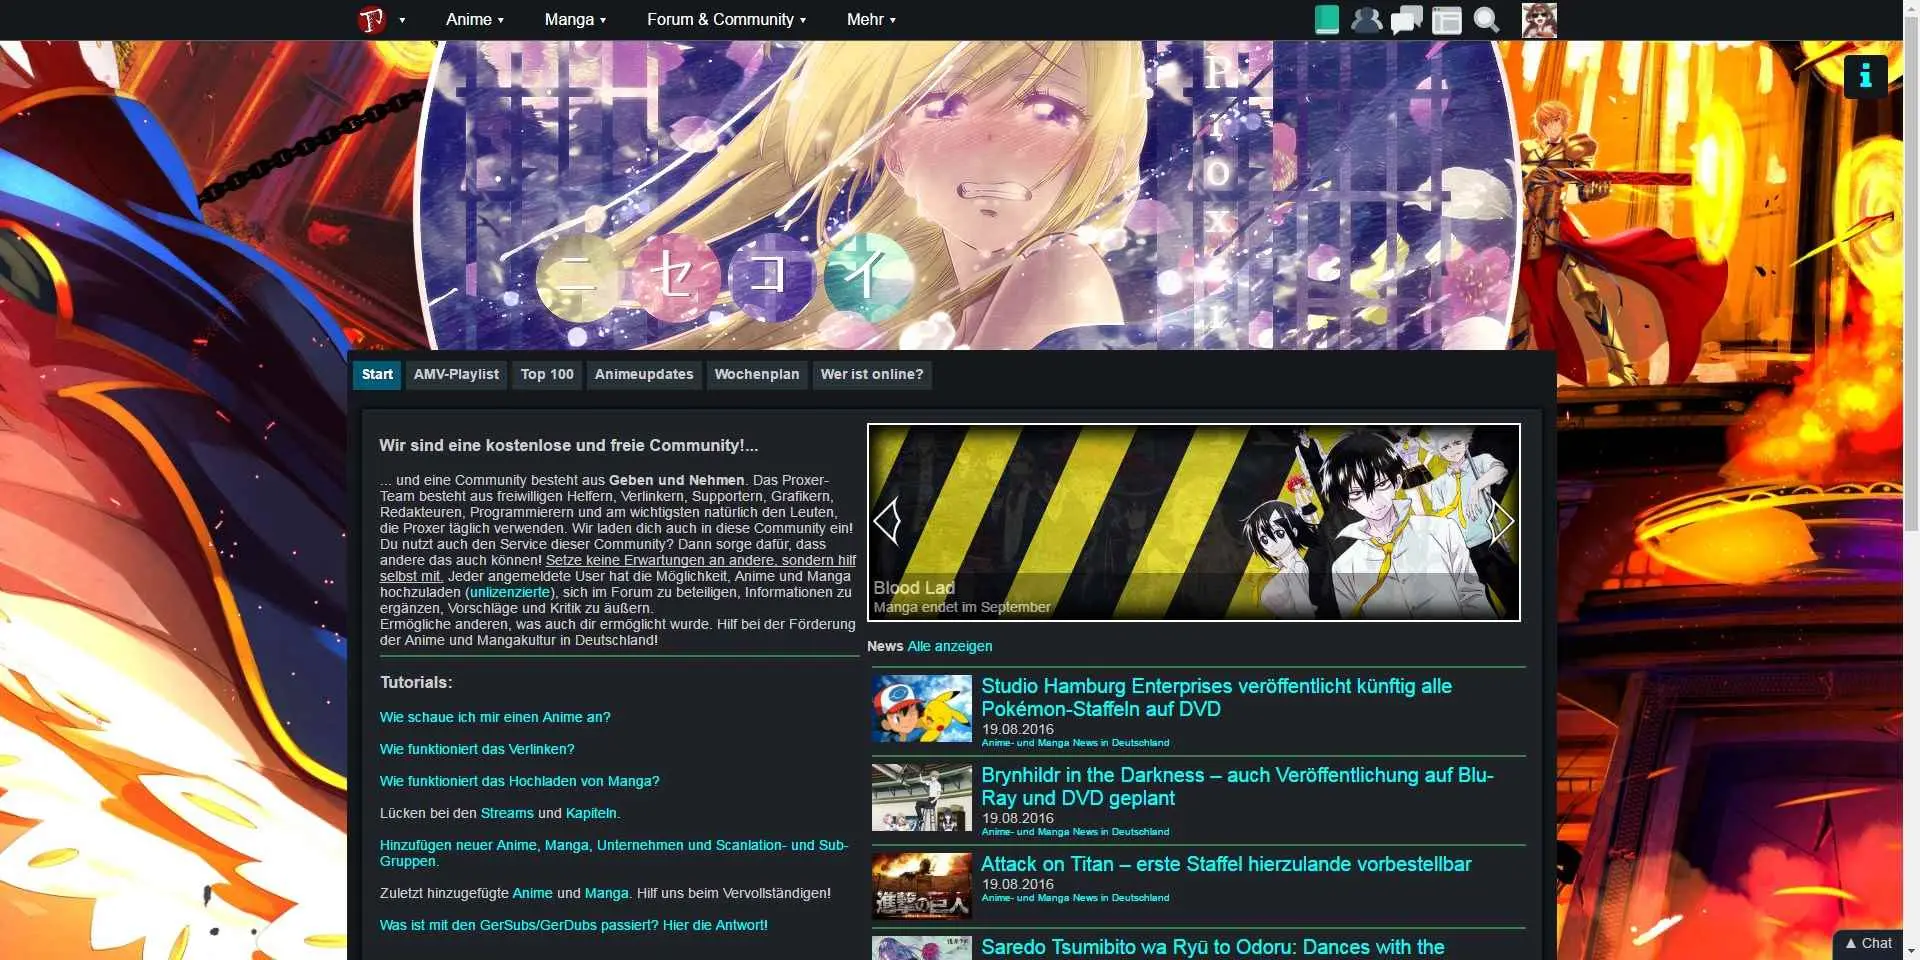 Anime ▾
Manga ▾
Forum & Community ▾
Mehr ▾
Proxer
ニセコイ
Start
AMV-Playlist
Top 100
Animeupdates
Wochenplan
Wer ist online?
Wir sind eine kostenlose und freie Community!...
... und eine Community besteht aus Geben und Nehmen. Das Proxer-
Team besteht aus freiwilligen Helfern, Verlinkern, Supportern, Grafikern,
Redakteuren, Programmierern und am wichtigsten natürlich den Leuten,
die Proxer täglich verwenden. Wir laden dich auch in diese Community ein!
Du nutzt auch den Service dieser Community? Dann sorge dafür, dass
andere das auch können! Setze keine Erwartungen an andere, sondern hilf
selbst mit. Jeder angemeldete User hat die Möglichkeit, Anime und Manga
hochzuladen (unlizenzierte), sich im Forum zu beteiligen, Informationen zu
ergänzen, Vorschläge und Kritik zu äußern.
Ermögliche anderen, was auch dir ermöglicht wurde. Hilf bei der Förderung
der Anime und Mangakultur in Deutschland!
Tutorials:
Wie schaue ich mir einen Anime an?
Wie funktioniert das Verlinken?
Wie funktioniert das Hochladen von Manga?
Lücken bei den Streams und Kapiteln.
Hinzufügen neuer Anime, Manga, Unternehmen und Scanlation- und Sub-
Gruppen.
Zuletzt hinzugefügte Anime und Manga. Hilf uns beim Vervollständigen!
Was ist mit den GerSubs/GerDubs passiert? Hier die Antwort!
Blood Lad
Manga endet im September
News Alle anzeigen
Studio Hamburg Enterprises veröffentlicht künftig alle
Pokémon-Staffeln auf DVD
19.08.2016
Anime- und Manga News in Deutschland
Brynhildr in the Darkness – auch Veröffentlichung auf Blu-
Ray und DVD geplant
19.08.2016
Anime- und Manga News in Deutschland
進撃の巨人
Attack on Titan – erste Staffel hierzulande vorbestellbar
19.08.2016
Anime- und Manga News in Deutschland
Saredo Tsumibito wa Ryū to Odoru: Dances with the
▲ Chat